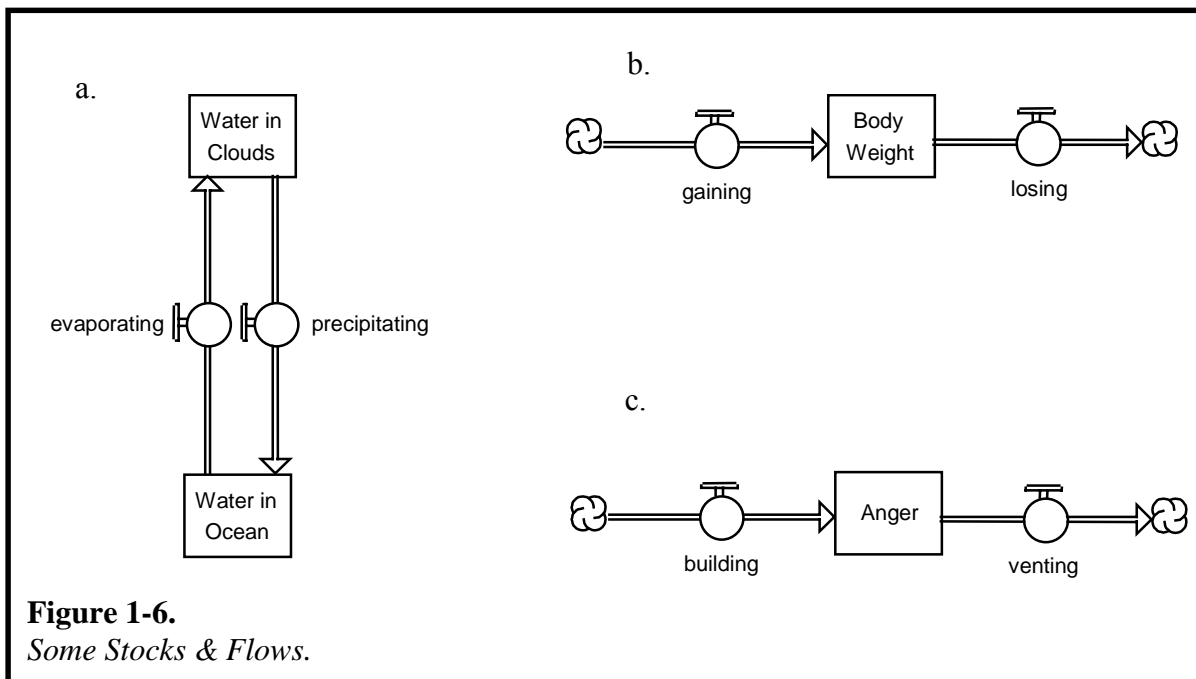 a.
Water in
Clouds
evaporating
precipitating
Water in
Ocean
b.
Body
Weight
gaining
losing
c.
Anger
building
venting
Figure 1-6.
Some Stocks & Flows.